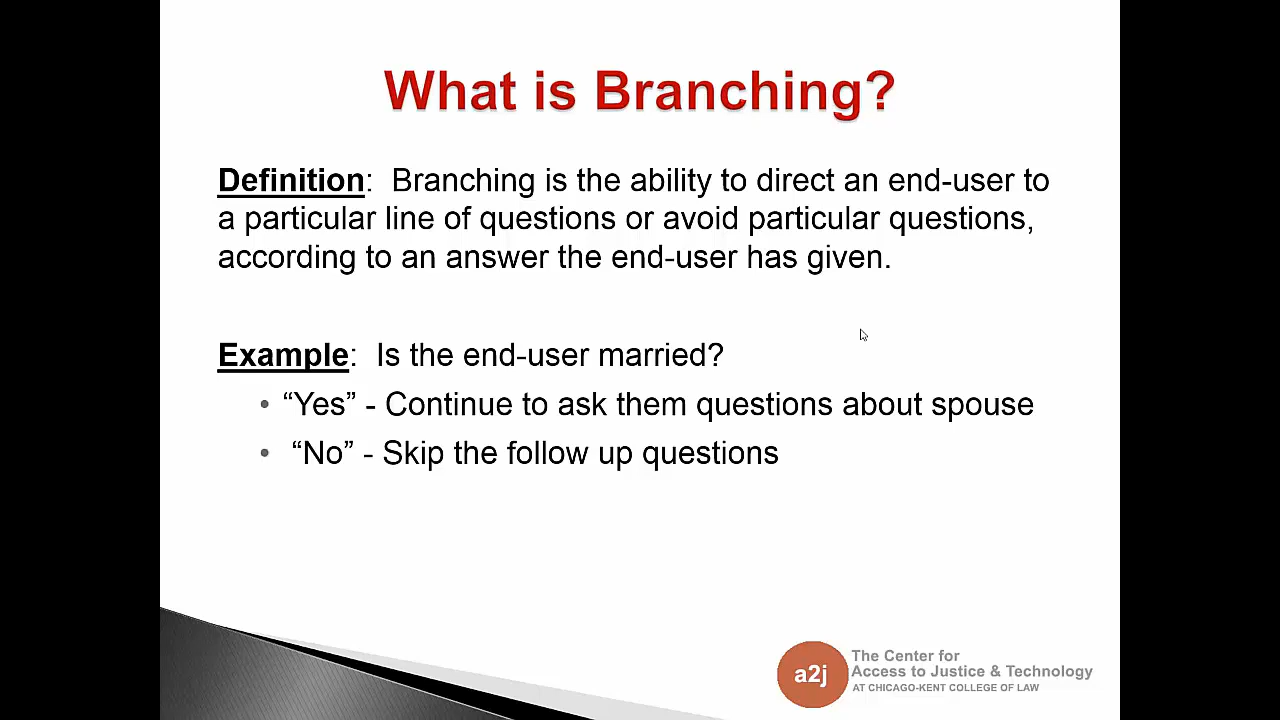 What is Branching?
Definition:  Branching is the ability to direct an end-user to
a particular line of questions or avoid particular questions,
according to an answer the end-user has given.
Example:  Is the end-user married?
• “Yes” - Continue to ask them questions about spouse
• “No” - Skip the follow up questions
a2j
The Center for
Access to Justice & Technology
AT CHICAGO-KENT COLLEGE OF LAW